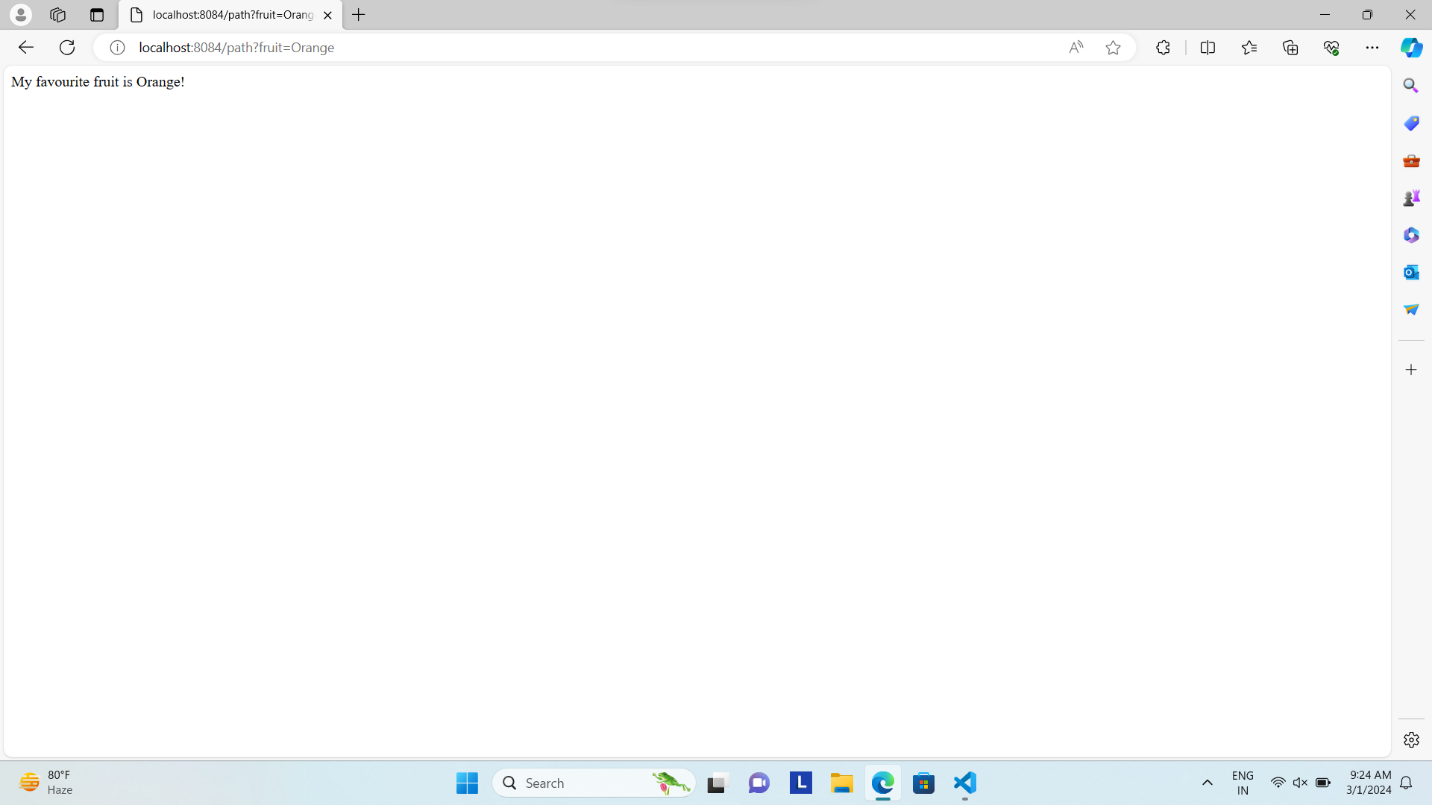 localhost:8084/path?fruit=Orang
localhost:8084/path?fruit=Orange
My favourite fruit is Orange!
80°F
Haze
Search
L
ENG
IN
9:24 AM
3/1/2024